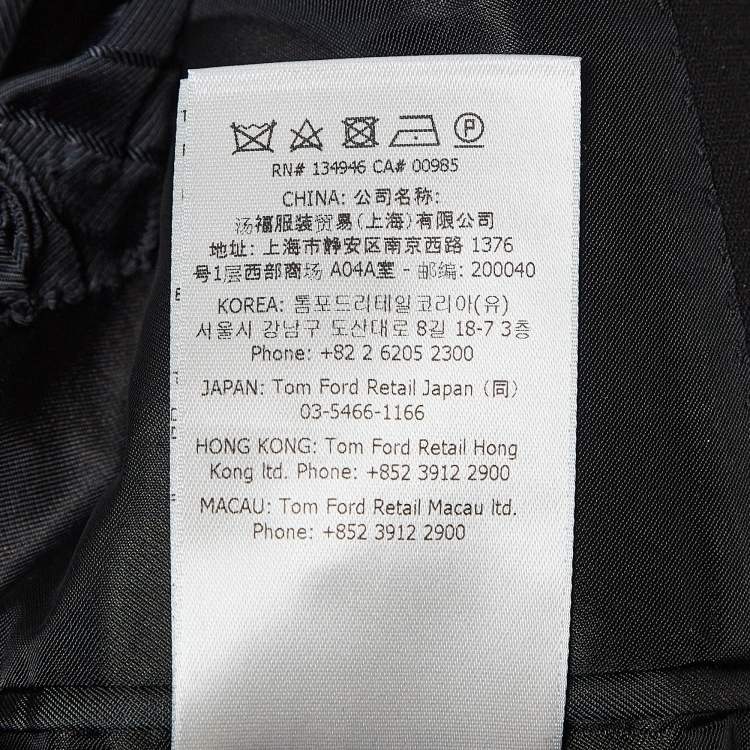 P
RN# 134946 CA# 00985
CHINA: 公司名称:
汤福服装贸易(上海)有限公司
地址: 上海市静安区南京西路 1376
号1层西部商场 A04A室 - 邮编: 200040
KOREA: 톰포드리테일코리아(유)
서울시 강남구 도산대로 8길 18-7 3층
Phone: +82 2 6205 2300
JAPAN: Tom Ford Retail Japan (同)
03-5466-1166
HONG KONG: Tom Ford Retail Hong
Kong ltd. Phone: +852 3912 2900
MACAU: Tom Ford Retail Macau ltd.
Phone: +852 3912 2900